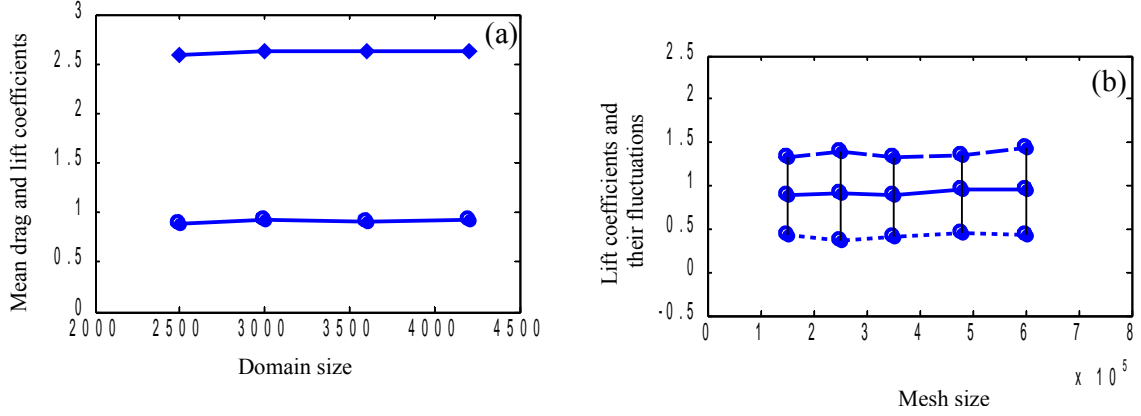 (a)
3
2.5
2
1.5
1
0.5
0
2000 2500 3000 3500 4000 4500
Mean drag and lift coefficients
Domain size
(b)
2.5
2
1.5
1
0.5
0
-0.5
0 1 2 3 4 5 6 7 8
x 10^5
Lift coefficients and
their fluctuations
Mesh size